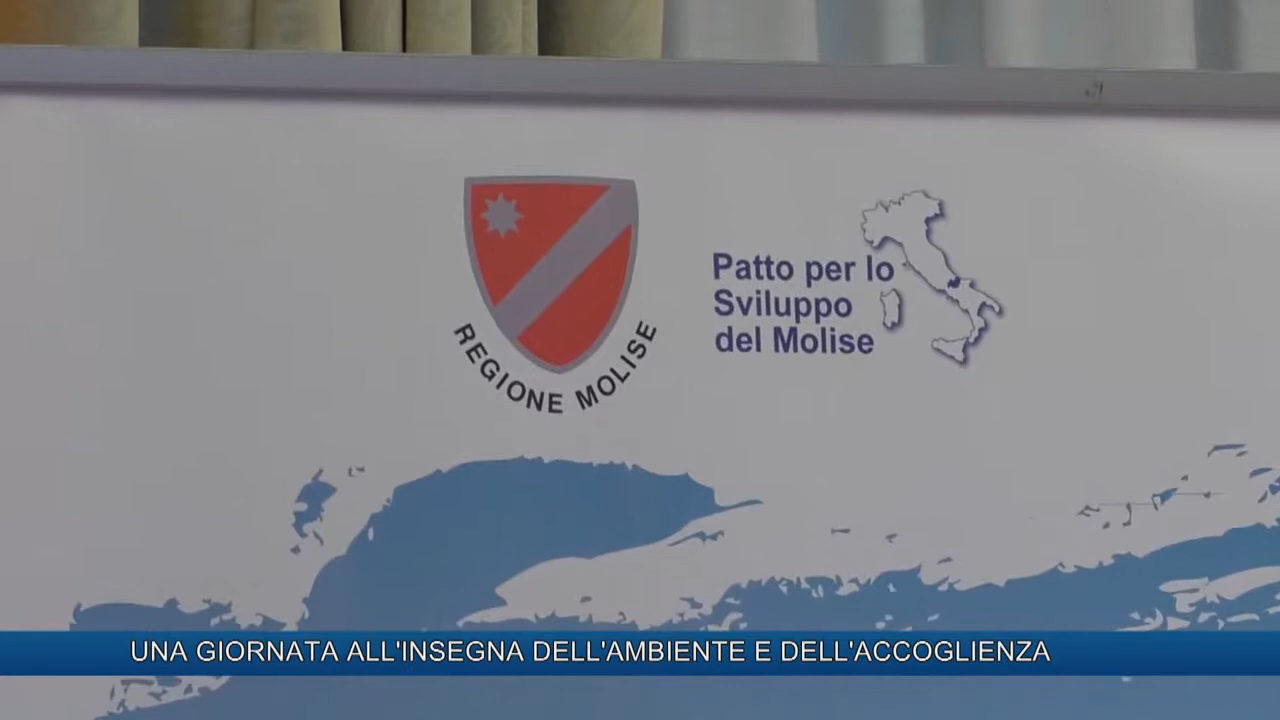 REGIONE MOLISE
Patto per lo
Sviluppo
del Molise
UNA GIORNATA ALL'INSEGNA DELL'AMBIENTE E DELL'ACCOGLIENZA